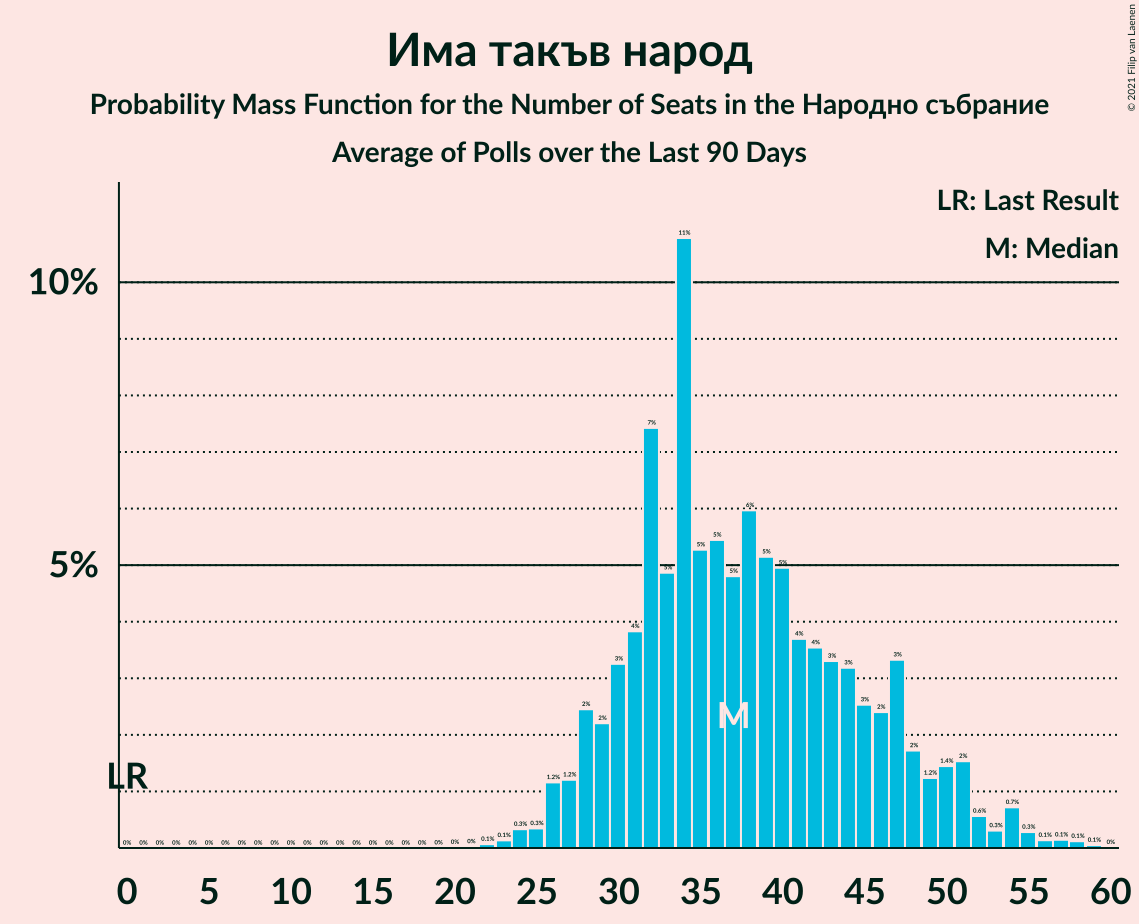 Има такъв народ
Probability Mass Function for the Number of Seats in the Народно събрание
Average of Polls over the Last 90 Days
© 2021 Filip van Laenen
LR: Last Result
M: Median
10%
5%
LR
M
0% 0% 0% 0% 0% 0% 0% 0% 0% 0% 0% 0% 0% 0% 0% 0% 0% 0% 0% 0% 0% 0% 0.1% 0.1% 0.3% 0.3% 1.2% 1.2% 2% 2% 3% 4% 7% 5% 11% 5% 5% 5% 6% 5% 5% 4% 4% 3% 3% 3% 2% 3% 2% 1.2% 1.4% 2% 0.6% 0.3% 0.7% 0.3% 0.1% 0.1% 0.1% 0.1% 0%
0 5 10 15 20 25 30 35 40 45 50 55 60